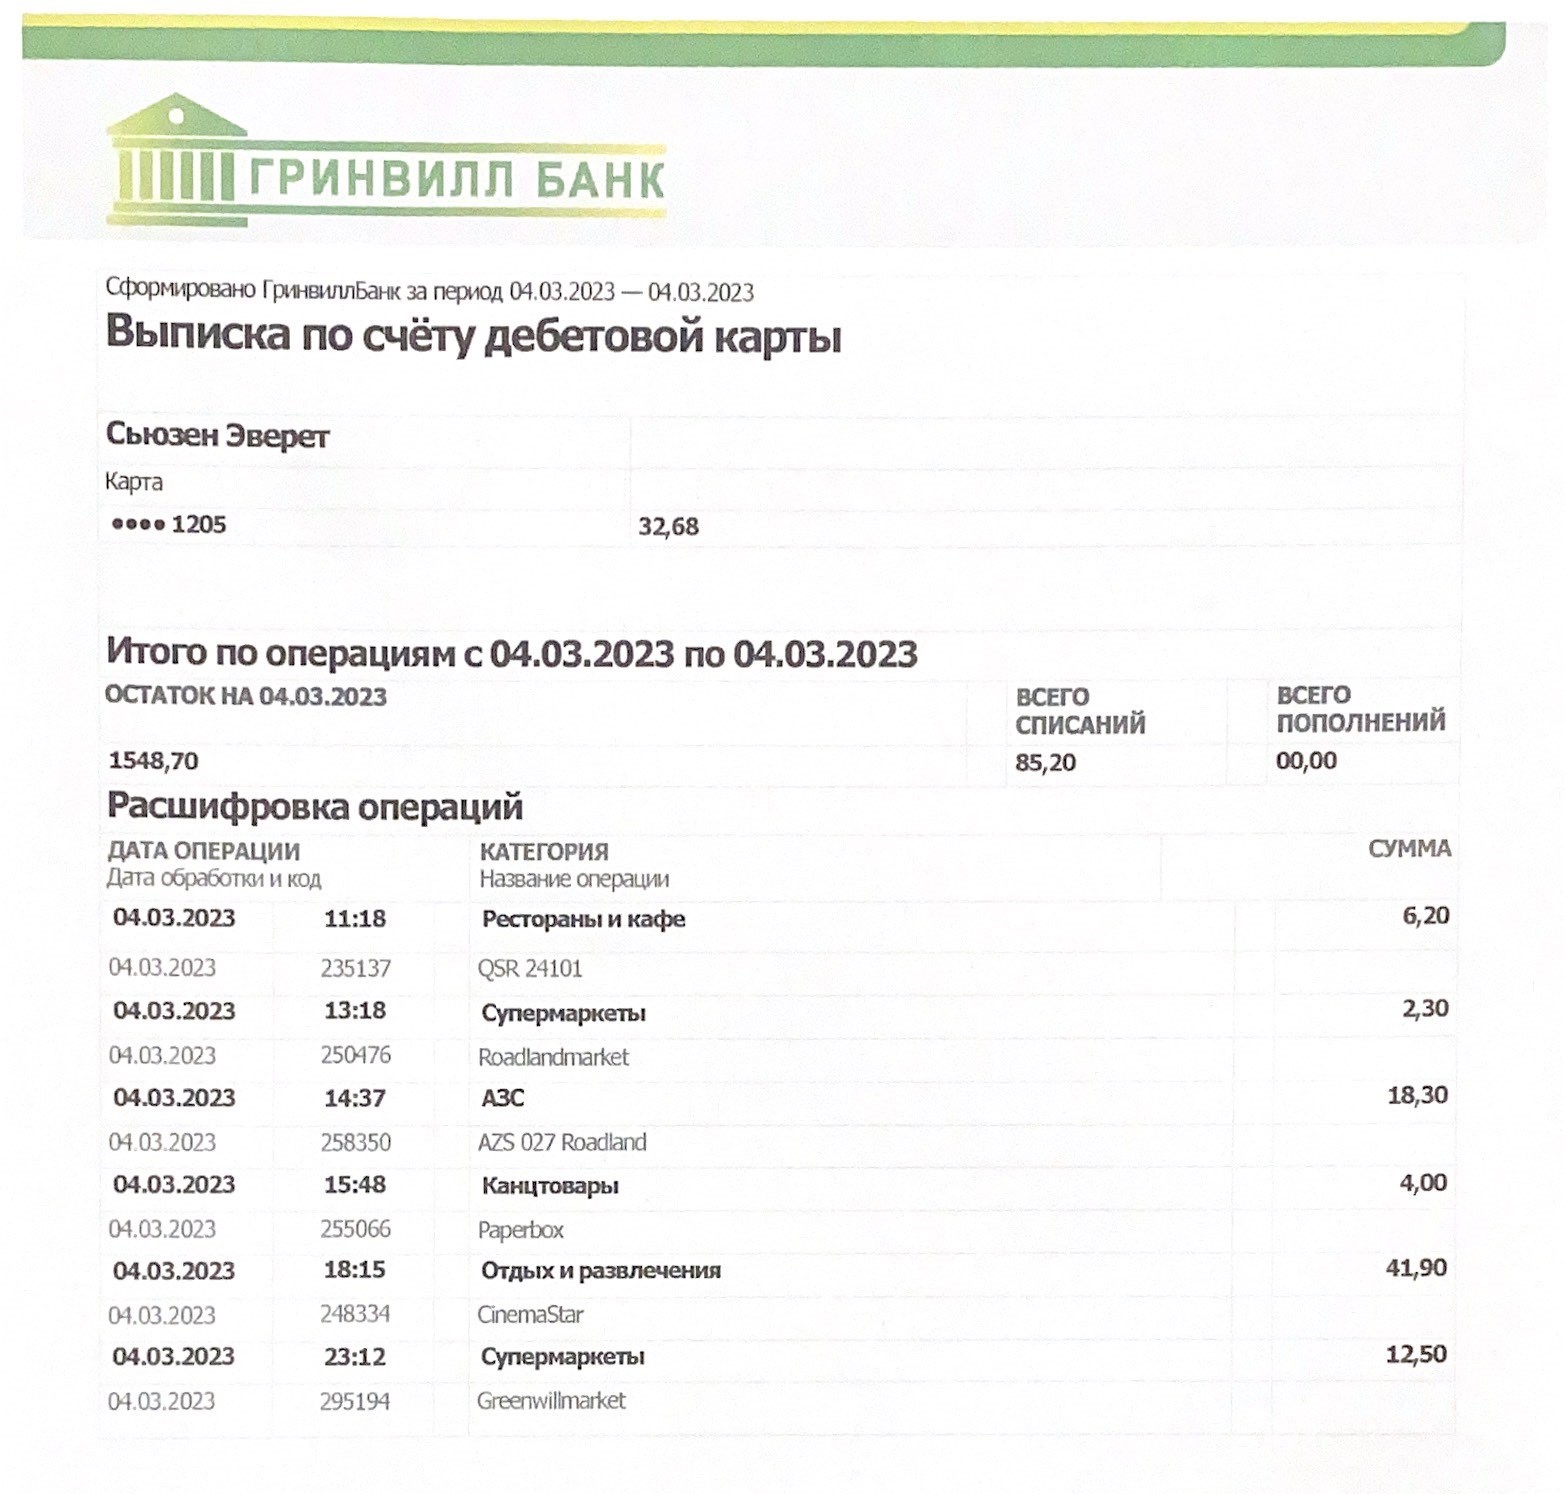 ГРИНВИЛЛ БАНК
Сформировано ГринвиллБанк за период 04.03.2023 — 04.03.2023
Выписка по счёту дебетовой карты
Сьюзен Эверет
Карта
•••• 1205 32,68
Итого по операциям с 04.03.2023 по 04.03.2023
ОСТАТОК НА 04.03.2023 ВСЕГО СПИСАНИЙ ВСЕГО ПОПОЛНЕНИЙ
1548,70 85,20 00,00
Расшифровка операций
ДАТА ОПЕРАЦИИ КАТЕГОРИЯ СУММА
Дата обработки и код Название операции
04.03.2023 11:18 Рестораны и кафе 6,20
04.03.2023 235137 QSR 24101
04.03.2023 13:18 Супермаркеты 2,30
04.03.2023 250476 Roadlandmarket
04.03.2023 14:37 АЗС 18,30
04.03.2023 258350 AZS 027 Roadland
04.03.2023 15:48 Канцтовары 4,00
04.03.2023 255066 Paperbox
04.03.2023 18:15 Отдых и развлечения 41,90
04.03.2023 248334 CinemaStar
04.03.2023 23:12 Супермаркеты 12,50
04.03.2023 295194 Greenwillmarket